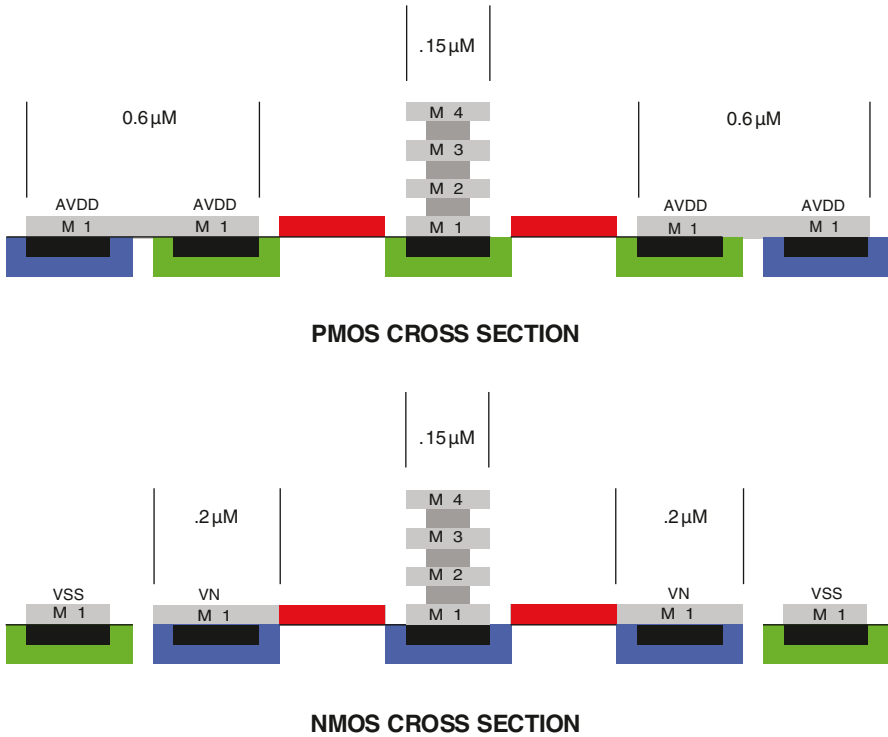 .15µM
0.6µM
0.6µM
M 4
M 3
M 2
AVDD AVDD AVDD AVDD
M 1 M 1 M 1 M 1 M 1
PMOS CROSS SECTION
.15µM
.2µM
.2µM
M 4
M 3
M 2
VSS VN VN VSS
M 1 M 1 M 1 M 1 M 1
NMOS CROSS SECTION